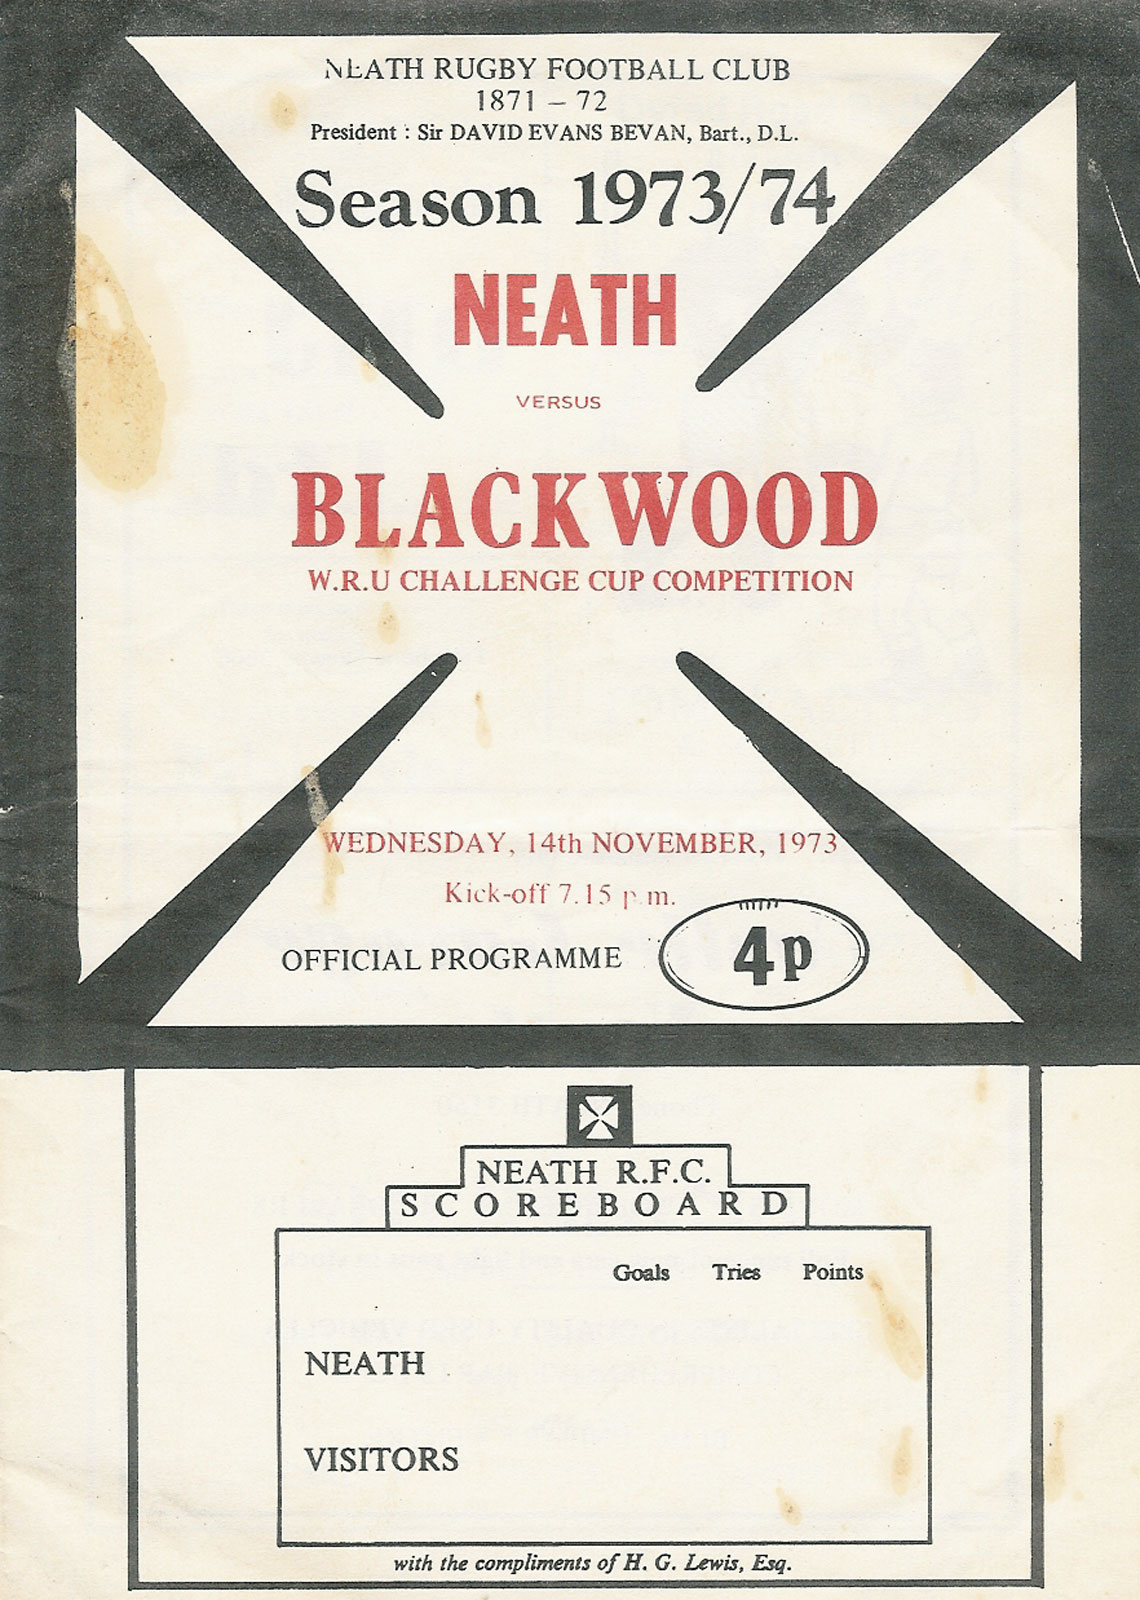 NEATH RUGBY FOOTBALL CLUB
1871 – 72
President : Sir DAVID EVANS BEVAN, Bart., D.L.
Season 1973/74
NEATH
VERSUS
BLACKWOOD
W.R.U CHALLENGE CUP COMPETITION
WEDNESDAY, 14th NOVEMBER, 1973
Kick-off 7.15 p.m.
OFFICIAL PROGRAMME
4p
NEATH R.F.C.
SCOREBOARD
Goals Tries Points
NEATH
VISITORS
with the compliments of H. G. Lewis, Esq.